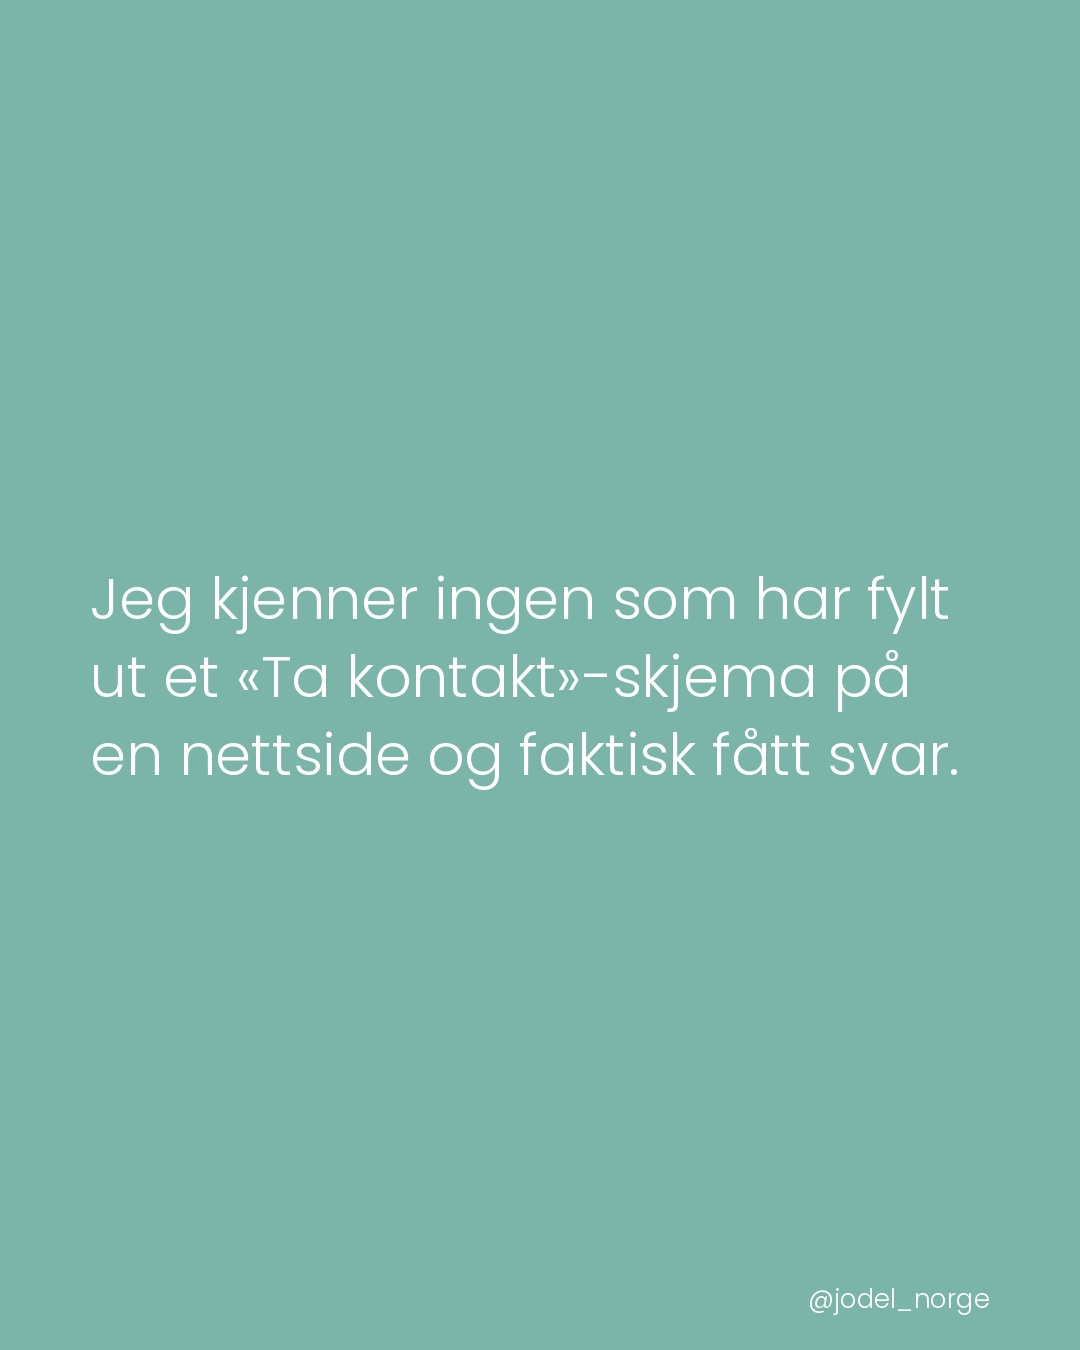 Jeg kjenner ingen som har fylt
ut et «Ta kontakt»-skjema på
en nettside og faktisk fått svar.
@jodel_norge